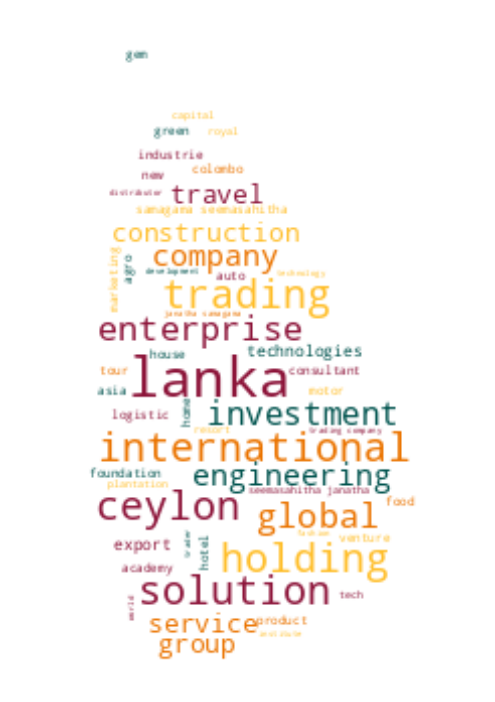 gem
capital
green royal
industrie
colombo
new
distributor travel
samagama seemasahitha
construction
marketing
agro
company
development auto technology
trading
janatha samagama
enterprise
house technologies
tour lanka consultant
asia motor
home
logistic investment
resort trading company
international
foundation engineering
plantation seemasahitha janatha
ceylon global food
export
trader
hotel
venture
holding
academy
solution tech
world
service product
institute
group